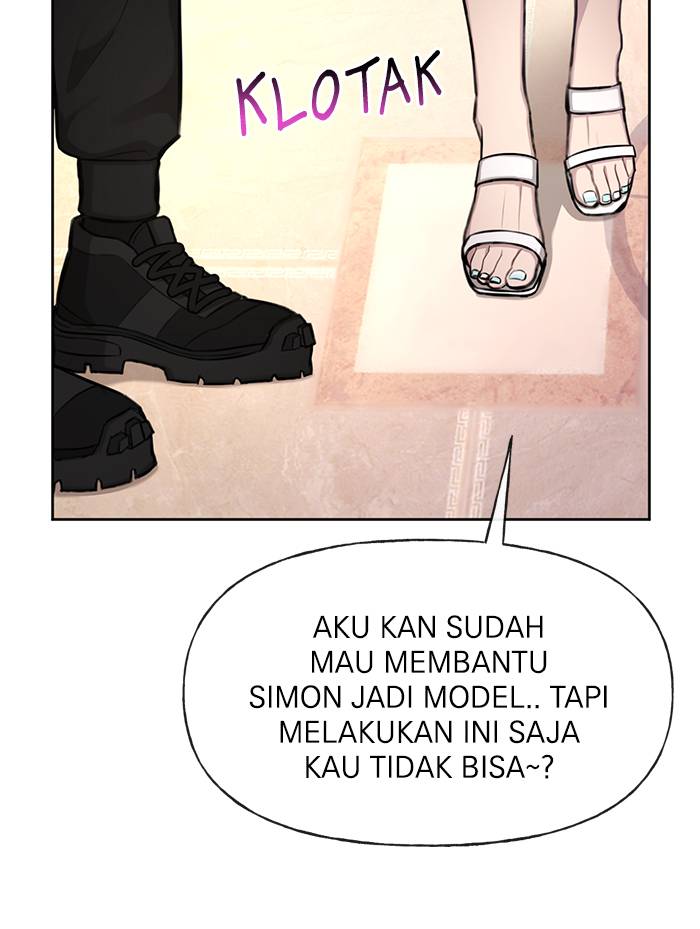 KLOTAK
AKU KAN SUDAH
MAU MEMBANTU
SIMON JADI MODEL.. TAPI
MELAKUKAN INI SAJA
KAU TIDAK BISA~?